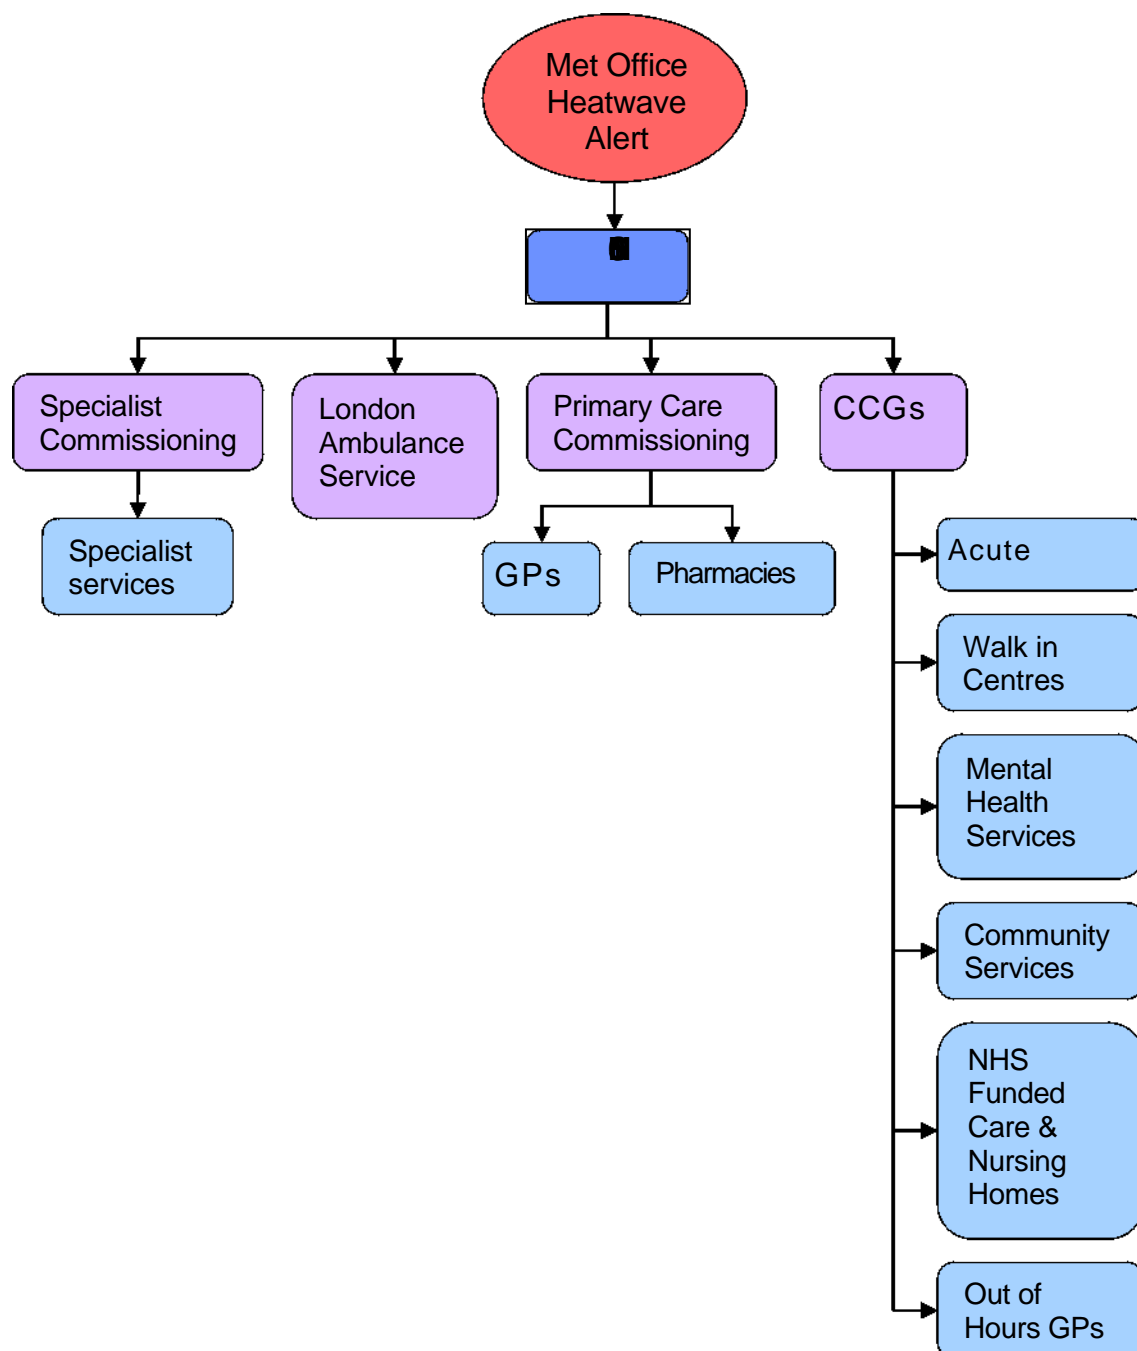 Met Office
Heatwave
Alert
Specialist
Commissioning
London
Ambulance
Service
Primary Care
Commissioning
CCGs
Specialist
services
GPs
Pharmacies
Acute
Walk in
Centres
Mental
Health
Services
Community
Services
NHS
Funded
Care &
Nursing
Homes
Out of
Hours GPs